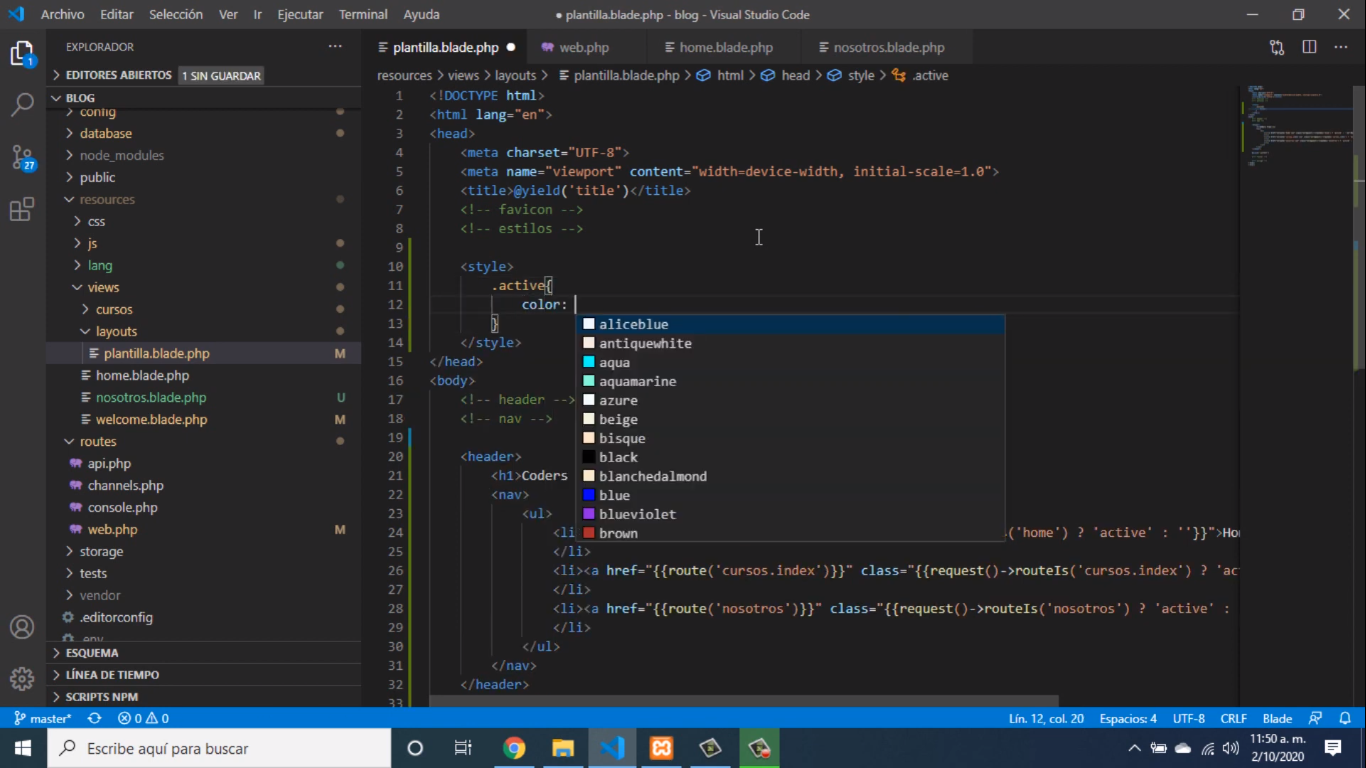 Archivo Editar Selección Ver Ir Ejecutar Terminal Ayuda
● plantilla.blade.php - blog - Visual Studio Code
EXPLORADOR
EDITORES ABIERTOS 1 SIN GUARDAR
BLOG
config
database
node_modules
public
resources
css
js
lang
views
cursos
layouts
plantilla.blade.php M
home.blade.php
nosotros.blade.php U
welcome.blade.php M
routes
api.php
channels.php
console.php
web.php M
storage
tests
vendor
.editorconfig
.env
ESQUEMA
LÍNEA DE TIEMPO
SCRIPTS NPM
1
27
plantilla.blade.php ● web.php home.blade.php nosotros.blade.php
resources > views > layouts > plantilla.blade.php > html > head > style > .active
1 <!DOCTYPE html>
2 <html lang="en">
3 <head>
4 <meta charset="UTF-8">
5 <meta name="viewport" content="width=device-width, initial-scale=1.0">
6 <title>@yield('title')</title>
7 <!-- favicon -->
8 <!-- estilos -->
9
10 <style>
11 .active{
12 color:
13 }
14 </style>
15 </head>
16 <body>
17 <!-- header -->
18 <!-- nav -->
19
20 <header>
21 <h1>Coders
22 <nav>
23 <ul>
24 <li ('home') ? 'active' : ''}}">Ho
25 </li>
26 <li><a href="{{route('cursos.index')}}" class="{{request()->routeIs('cursos.index') ? 'ac
27 </li>
28 <li><a href="{{route('nosotros')}}" class="{{request()->routeIs('nosotros') ? 'active' :
29 </li>
30 </ul>
31 </nav>
32 </header>
33
aliceblue
antiquewhite
aqua
aquamarine
azure
beige
bisque
black
blanchedalmond
blue
blueviolet
brown
master* 0 0 Lín. 12, col. 20 Espacios: 4 UTF-8 CRLF Blade
Escribe aquí para buscar
11:50 a. m.
2/10/2020